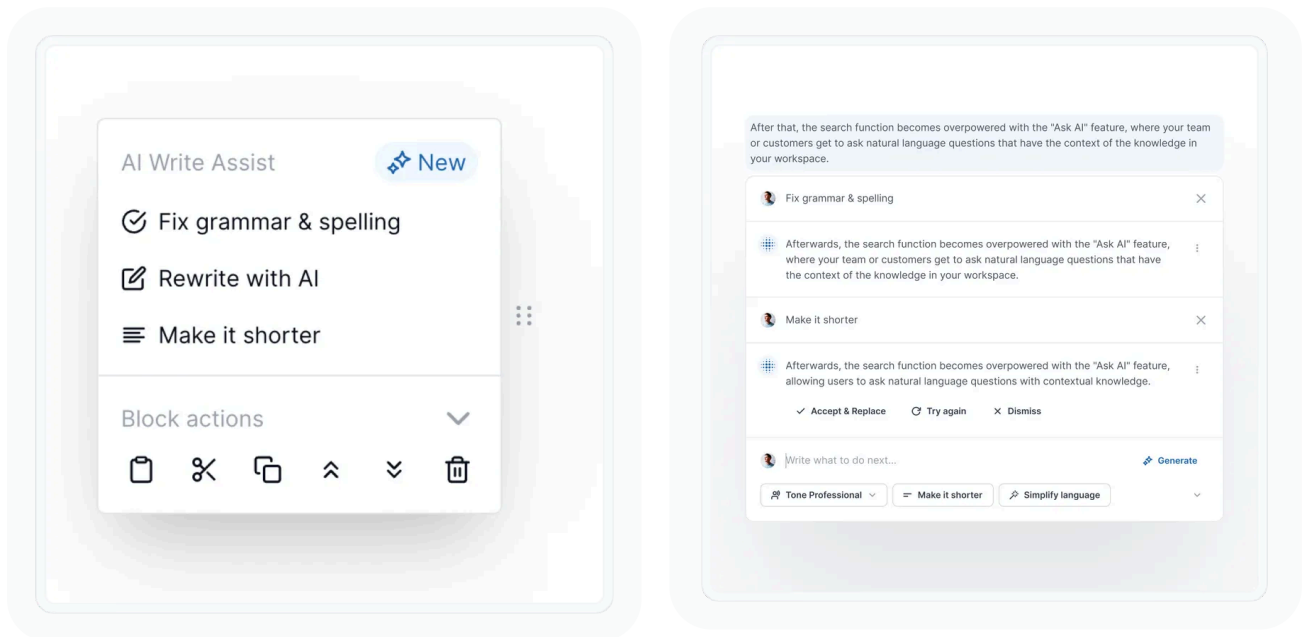 AI Write Assist
New
Fix grammar & spelling
Rewrite with AI
Make it shorter
Block actions
After that, the search function becomes overpowered with the "Ask AI" feature, where your team
or customers get to ask natural language questions that have the context of the knowledge in
your workspace.
Fix grammar & spelling
Afterwards, the search function becomes overpowered with the "Ask AI" feature,
where your team or customers get to ask natural language questions that have
the context of the knowledge in your workspace.
Make it shorter
Afterwards, the search function becomes overpowered with the "Ask AI" feature,
allowing users to ask natural language questions with contextual knowledge.
Accept & Replace
Try again
Dismiss
Write what to do next...
Generate
Tone Professional
Make it shorter
Simplify language